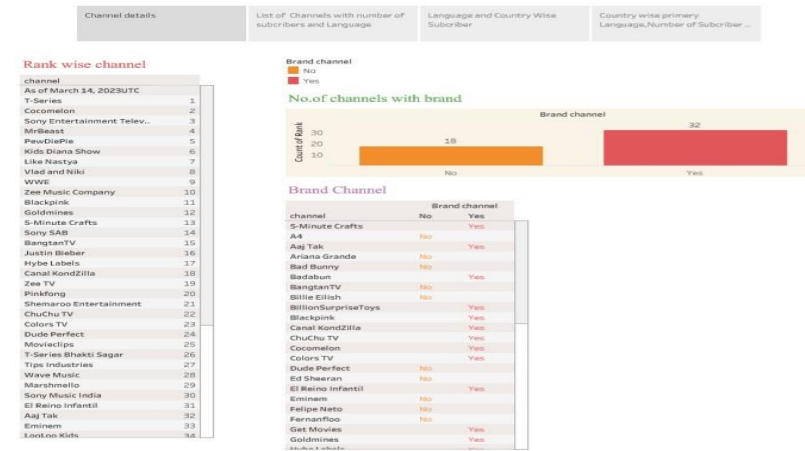 Channel details
List of Channels with number of
subcribers and Language
Language and Country Wise
Subcriber
Country wise primery
Language,Number of Subcriber ...
Rank wise channel
channel
As of March 14, 2023UTC
T-Series 1
Cocomelon 2
Sony Entertainment Telev.. 3
MrBeast 4
PewDiePie 5
Kids Diana Show 6
Like Nastya 7
Vlad and Niki 8
WWE 9
Zee Music Company 10
Blackpink 11
Goldmines 12
5-Minute Crafts 13
Sony SAB 14
BangtanTV 15
Justin Bieber 16
Hybe Labels 17
Canal KondZilla 18
Zee TV 19
Pinkfong 20
Shemaroo Entertainment 21
ChuChu TV 22
Colors TV 23
Dude Perfect 24
Movieclips 25
T-Series Bhakti Sagar 26
Tips Industries 27
Wave Music 28
Marshmello 29
Sony Music India 30
El Reino Infantil 31
Aaj Tak 32
Eminem 33
LooLoo Kids 34
Brand channel
No
Yes
No.of channels with brand
Brand channel
Count of Rank
30
20
10
18
32
No
Yes
Brand Channel
Brand channel
channel No Yes
5-Minute Crafts Yes
A4 No
Aaj Tak Yes
Ariana Grande No
Bad Bunny No
Badabun Yes
BangtanTV No
Billie Eilish No
BillionSurpriseToys Yes
Blackpink Yes
Canal KondZilla Yes
ChuChu TV Yes
Cocomelon Yes
Colors TV Yes
Dude Perfect No
Ed Sheeran No
El Reino Infantil Yes
Eminem No
Felipe Neto No
Fernanfloo No
Get Movies Yes
Goldmines Yes
Hybe Labels Yes